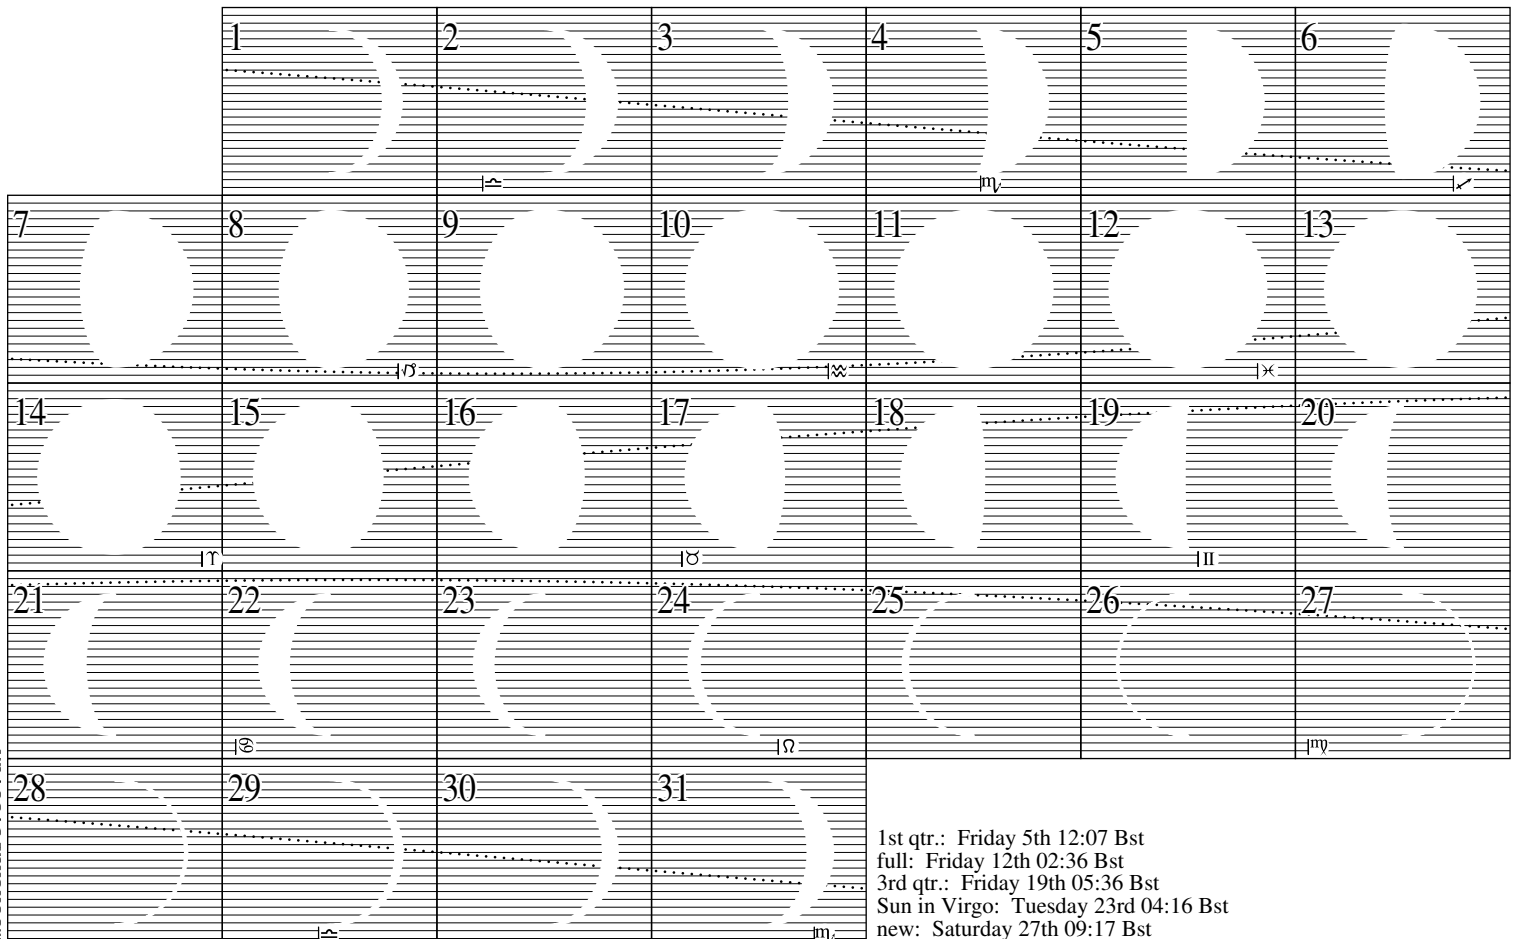 1 2 3 4 5 6
♎ ♏ ♐
7 8 9 10 11 12 13
♑ ♒ ♓
14 15 16 17 18 19 20
♈ ♉ ♊
21 22 23 24 25 26 27
♋ ♌ ♍
28 29 30 31
♎ ♏
1st qtr.: Friday 5th 12:07 Bst
full: Friday 12th 02:36 Bst
3rd qtr.: Friday 19th 05:36 Bst
Sun in Virgo: Tuesday 23rd 04:16 Bst
new: Saturday 27th 09:17 Bst